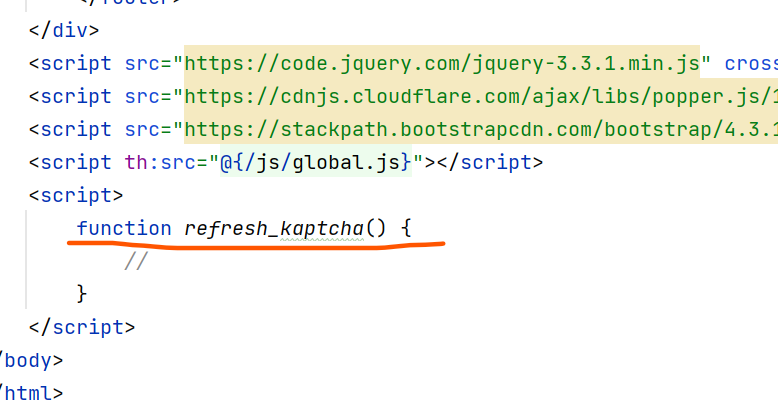 </div>
<script src="https://code.jquery.com/jquery-3.3.1.min.js" cross
<script src="https://cdnjs.cloudflare.com/ajax/libs/popper.js/1
<script src="https://stackpath.bootstrapcdn.com/bootstrap/4.3.1
<script th:src="@{/js/global.js}"></script>
<script>
function refresh_kaptcha() {
//
}
</script>
/body>
/html>